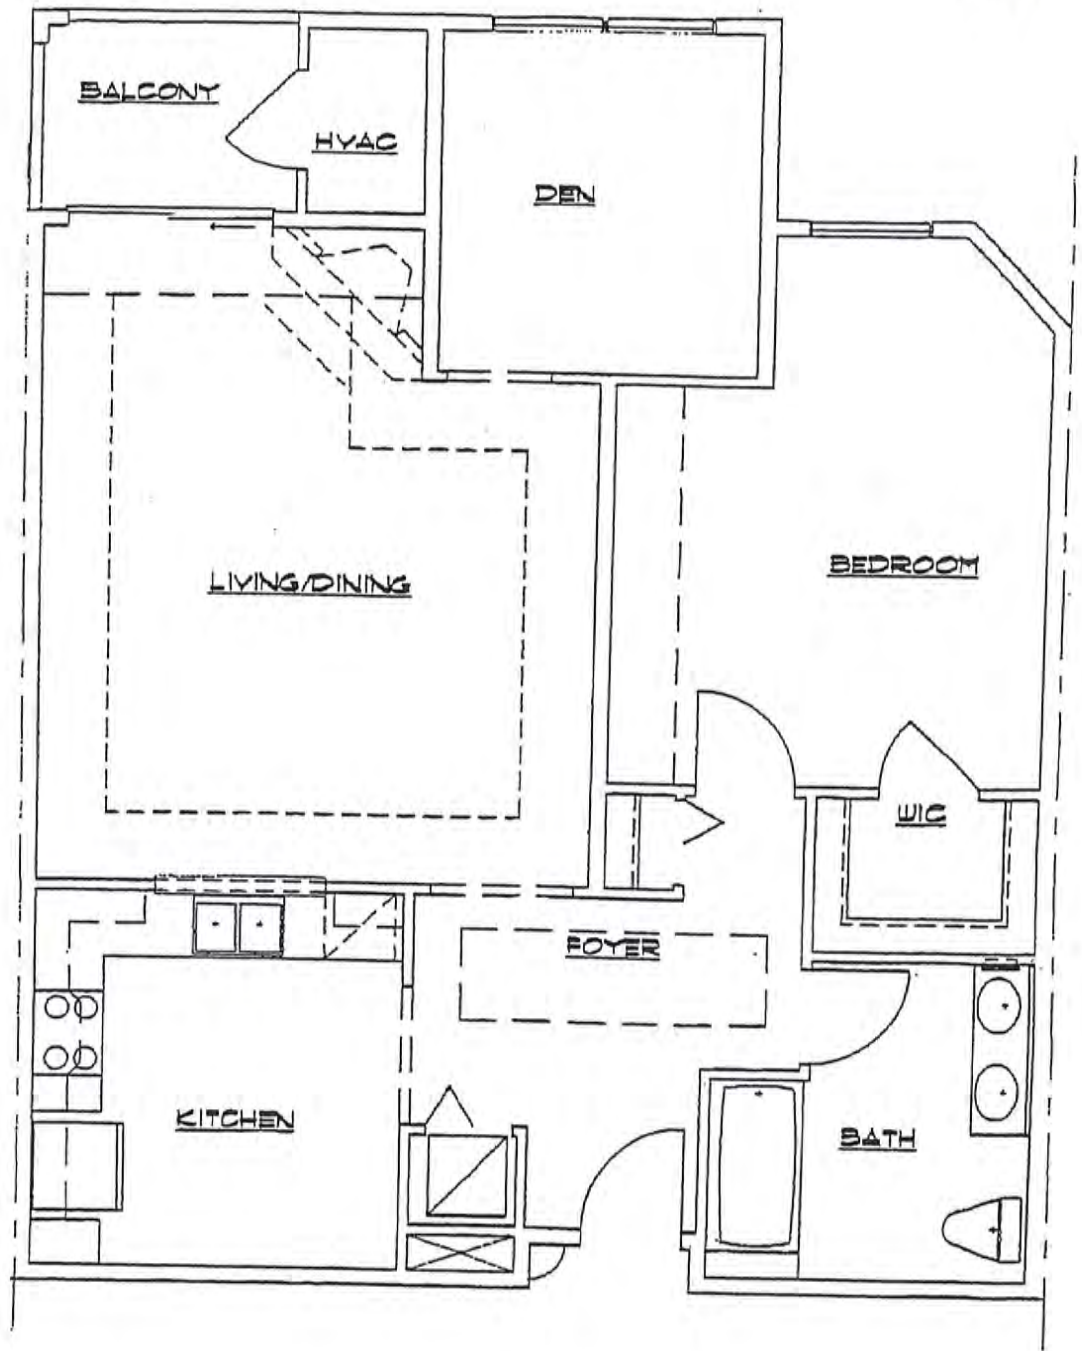 BALCONY
HVAC
DEN
LIVING/DINING
BEDROOM
WIC
FOYER
KITCHEN
BATH